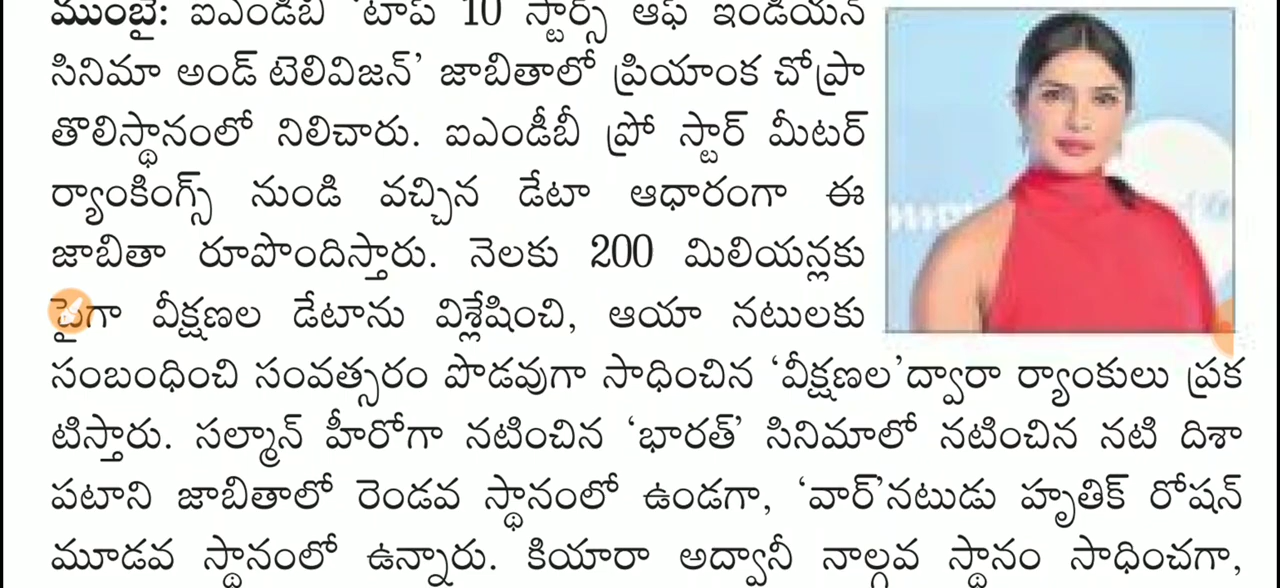 ముంబై: ఐఎండీబీ ‘టాప్ 10 స్టార్స్ ఆఫ్ ఇండియన్
సినిమా అండ్ టెలివిజన్’ జాబితాలో ప్రియాంక చోప్రా
తొలిస్థానంలో నిలిచారు. ఐఎండీబీ ప్రో స్టార్ మీటర్
ర్యాంకింగ్స్ నుండి వచ్చిన డేటా ఆధారంగా ఈ
జాబితా రూపొందిస్తారు. నెలకు 200 మిలియన్లకు
పైగా వీక్షణల డేటాను విశ్లేషించి, ఆయా నటులకు
సంబంధించి సంవత్సరం పొడవుగా సాధించిన ‘వీక్షణల’ద్వారా ర్యాంకులు ప్రక
టిస్తారు. సల్మాన్ హీరోగా నటించిన ‘భారత్’ సినిమాలో నటించిన నటి దిశా
పటాని జాబితాలో రెండవ స్థానంలో ఉండగా, ‘వార్’నటుడు హృతిక్ రోషన్
మూడవ స్థానంలో ఉన్నారు. కియారా అద్వానీ నాల్గవ స్థానం సాధించగా,